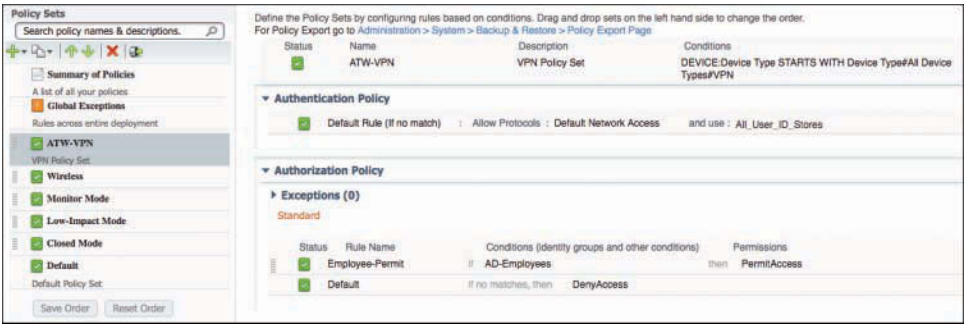 Policy Sets
Search policy names & descriptions.
Summary of Policies
A list of all your policies
Global Exceptions
Rules across entire deployment
ATW-VPN
VPN Policy Set
Wireless
Monitor Mode
Low-Impact Mode
Closed Mode
Default
Default Policy Set
Save Order Reset Order
Define the Policy Sets by configuring rules based on conditions. Drag and drop sets on the left hand side to change the order.
For Policy Export go to Administration > System > Backup & Restore > Policy Export Page
Status Name Description Conditions
ATW-VPN VPN Policy Set DEVICE:Device Type STARTS WITH Device Type#All Device
Types#VPN
Authentication Policy
Default Rule (If no match) : Allow Protocols : Default Network Access and use : All_User_ID_Stores
Authorization Policy
Exceptions (0)
Standard
Status Rule Name Conditions (identity groups and other conditions) Permissions
Employee-Permit if AD-Employees then PermitAccess
Default if no matches, then DenyAccess